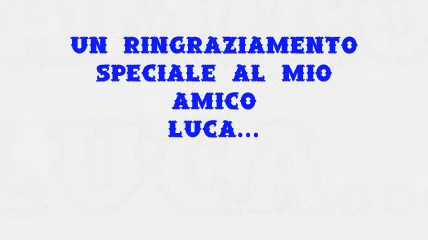 UN RINGRAZIAMENTO
SPECIALE AL MIO
AMICO
LUCA...